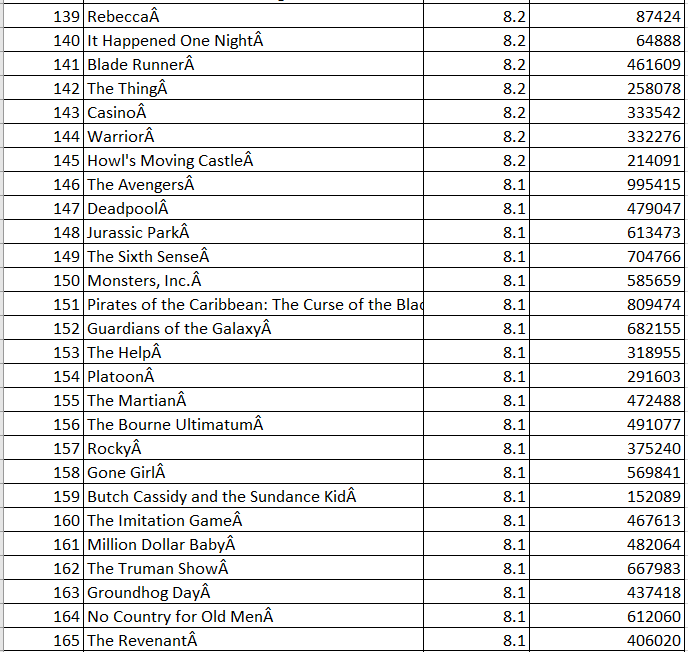 139 RebeccaÂ 8.2 87424
140 It Happened One NightÂ 8.2 64888
141 Blade RunnerÂ 8.2 461609
142 The ThingÂ 8.2 258078
143 CasinoÂ 8.2 333542
144 WarriorÂ 8.2 332276
145 Howl's Moving CastleÂ 8.2 214091
146 The AvengersÂ 8.1 995415
147 DeadpoolÂ 8.1 479047
148 Jurassic ParkÂ 8.1 613473
149 The Sixth SenseÂ 8.1 704766
150 Monsters, Inc.Â 8.1 585659
151 Pirates of the Caribbean: The Curse of the Blac 8.1 809474
152 Guardians of the GalaxyÂ 8.1 682155
153 The HelpÂ 8.1 318955
154 PlatoonÂ 8.1 291603
155 The MartianÂ 8.1 472488
156 The Bourne UltimatumÂ 8.1 491077
157 RockyÂ 8.1 375240
158 Gone GirlÂ 8.1 569841
159 Butch Cassidy and the Sundance KidÂ 8.1 152089
160 The Imitation GameÂ 8.1 467613
161 Million Dollar BabyÂ 8.1 482064
162 The Truman ShowÂ 8.1 667983
163 Groundhog DayÂ 8.1 437418
164 No Country for Old MenÂ 8.1 612060
165 The RevenantÂ 8.1 406020